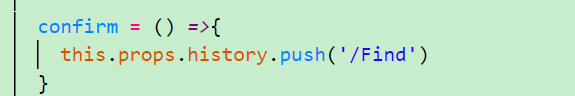 confirm = () =>{
this.props.history.push('/Find')
}